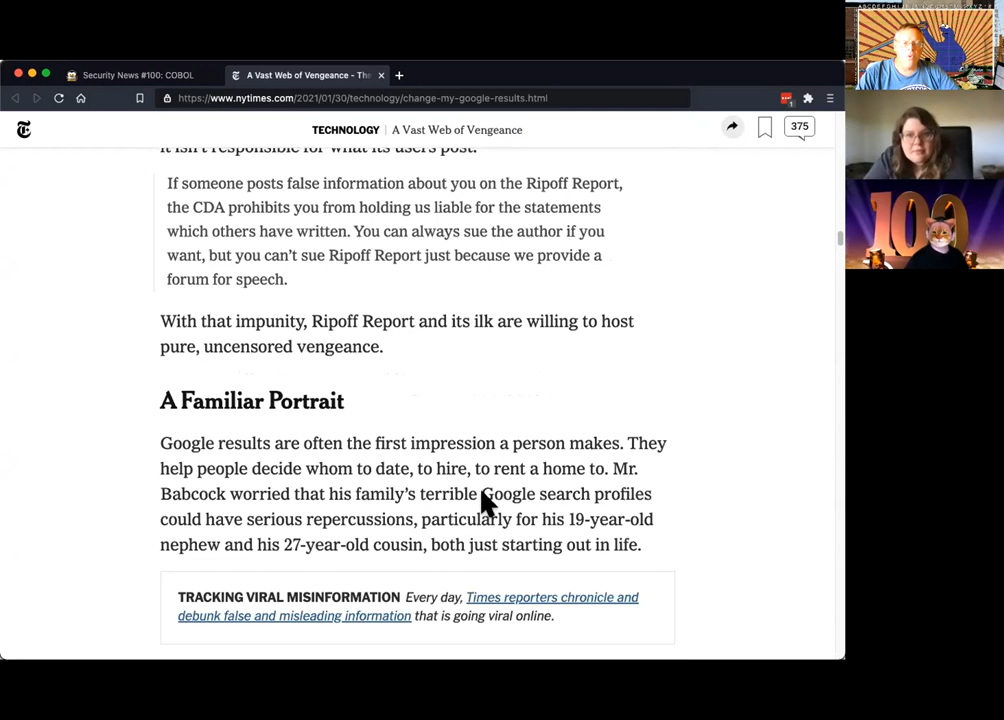 Security News #100: COBOL
A Vast Web of Vengeance - The
https://www.nytimes.com/2021/01/30/technology/change-my-google-results.html
1
TECHNOLOGY | A Vast Web of Vengeance
375
it isn't responsible for what its users post.
If someone posts false information about you on the Ripoff Report,
the CDA prohibits you from holding us liable for the statements
which others have written. You can always sue the author if you
want, but you can't sue Ripoff Report just because we provide a
forum for speech.
With that impunity, Ripoff Report and its ilk are willing to host
pure, uncensored vengeance.
A Familiar Portrait
Google results are often the first impression a person makes. They
help people decide whom to date, to hire, to rent a home to. Mr.
Babcock worried that his family's terrible Google search profiles
could have serious repercussions, particularly for his 19-year-old
nephew and his 27-year-old cousin, both just starting out in life.
TRACKING VIRAL MISINFORMATION Every day, Times reporters chronicle and
debunk false and misleading information that is going viral online.
100